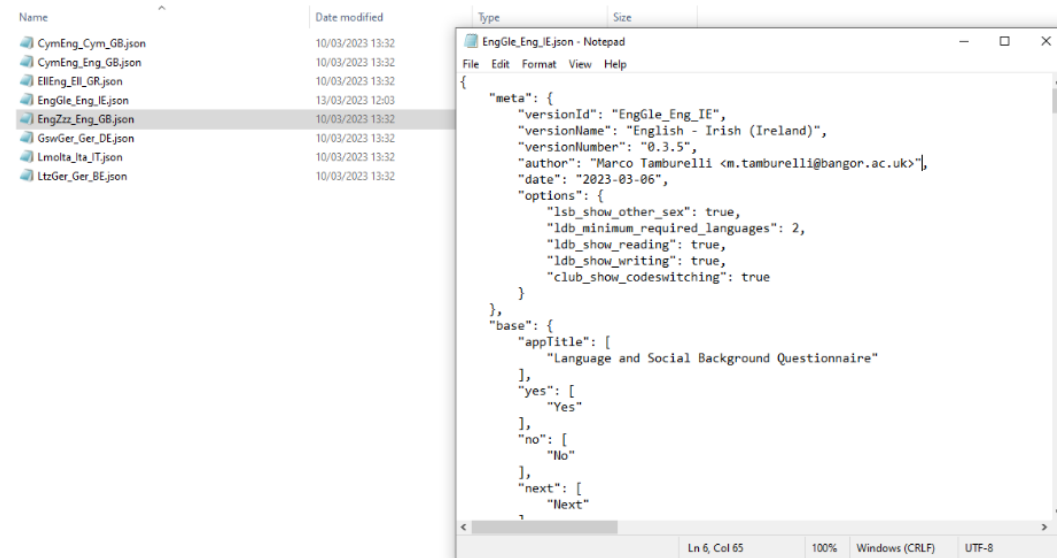 Name Date modified Type Size
CymEng_Cym_GB.json 10/03/2023 13:32
CymEng_Eng_GB.json 10/03/2023 13:32
EllEng_Ell_GR.json 10/03/2023 13:32
EngGle_Eng_IE.json 13/03/2023 12:03
EngZzz_Eng_GB.json 10/03/2023 13:32
GswGer_Ger_DE.json 10/03/2023 13:32
LmoIta_Ita_IT.json 10/03/2023 13:32
LtzGer_Ger_BE.json 10/03/2023 13:32
EngGle_Eng_IE.json - Notepad
File Edit Format View Help
{
"meta": {
"versionId": "EngGle_Eng_IE",
"versionName": "English - Irish (Ireland)",
"versionNumber": "0.3.5",
"author": "Marco Tamburelli <m.tamburelli@bangor.ac.uk>",
"date": "2023-03-06",
"options": {
"lsb_show_other_sex": true,
"ldb_minimum_required_languages": 2,
"ldb_show_reading": true,
"ldb_show_writing": true,
"club_show_codeswitching": true
}
},
"base": {
"appTitle": [
"Language and Social Background Questionnaire"
],
"yes": [
"Yes"
],
"no": [
"No"
],
"next": [
"Next"
]
Ln 6, Col 65 100% Windows (CRLF) UTF-8